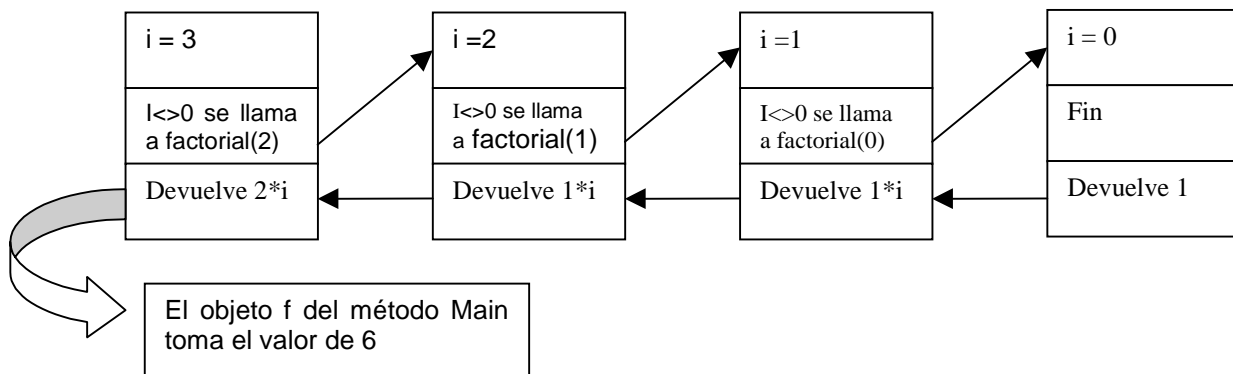 i = 3
I<>0 se llama
a factorial(2)
Devuelve 2*i
i =2
I<>0 se llama
a factorial(1)
Devuelve 1*i
i =1
I<>0 se llama
a factorial(0)
Devuelve 1*i
i = 0
Fin
Devuelve 1
El objeto f del método Main
toma el valor de 6